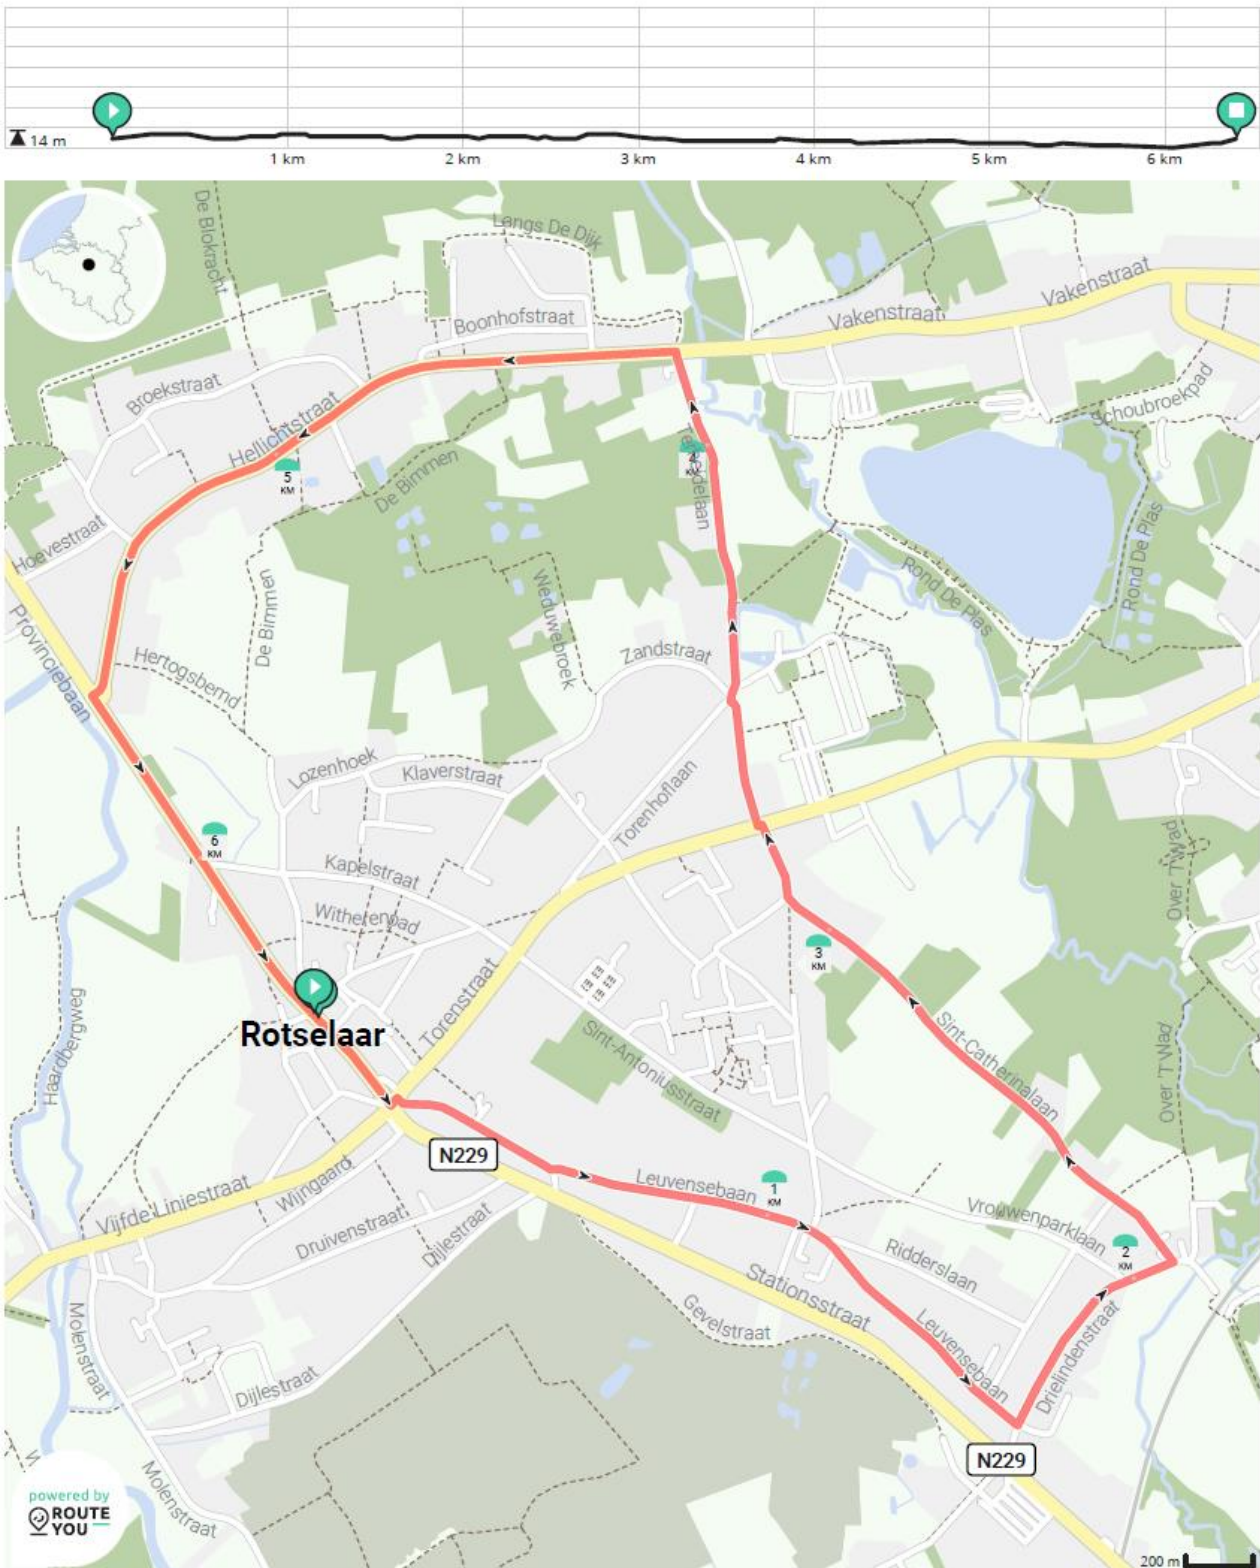 14 m
1 km
2 km
3 km
4 km
5 km
6 km
De Blokracht
Langs De Dijk
Boonhofstraat
Vakenstraat
Vakenstraat
Broekstraat
Hellichtstraat
Schoubroekpad
4
KM
5
KM
De Bimmen
Hoevestraat
Rond De Plas
Rond De Plas
De Bimmen
Weduwebroek
Provinciebaan
Hertogsbernd
Zandstraat
Lozenhoek
Klaverstraat
Torenhoflaan
6
KM
Kapelstraat
Witherenpad
Over 'T Wad
3
KM
Torenstraat
Rotselaar
Haardbergweg
Sint-Antoniusstraat
Sint-Catherinalaan
Over 'T Wad
N229
Leuvensebaan
1
KM
Vijfde Liniestraat
Wijngaard
Druivenstraat
Dijlestraat
Vrouwenparklaan
2
KM
Ridderslaan
Stationsstraat
Gevelstraat
Leuvensebaan
Drielindenstraat
Molenstraat
Dijlestraat
N229
Molenstraat
powered by
ROUTE
YOU
200 m